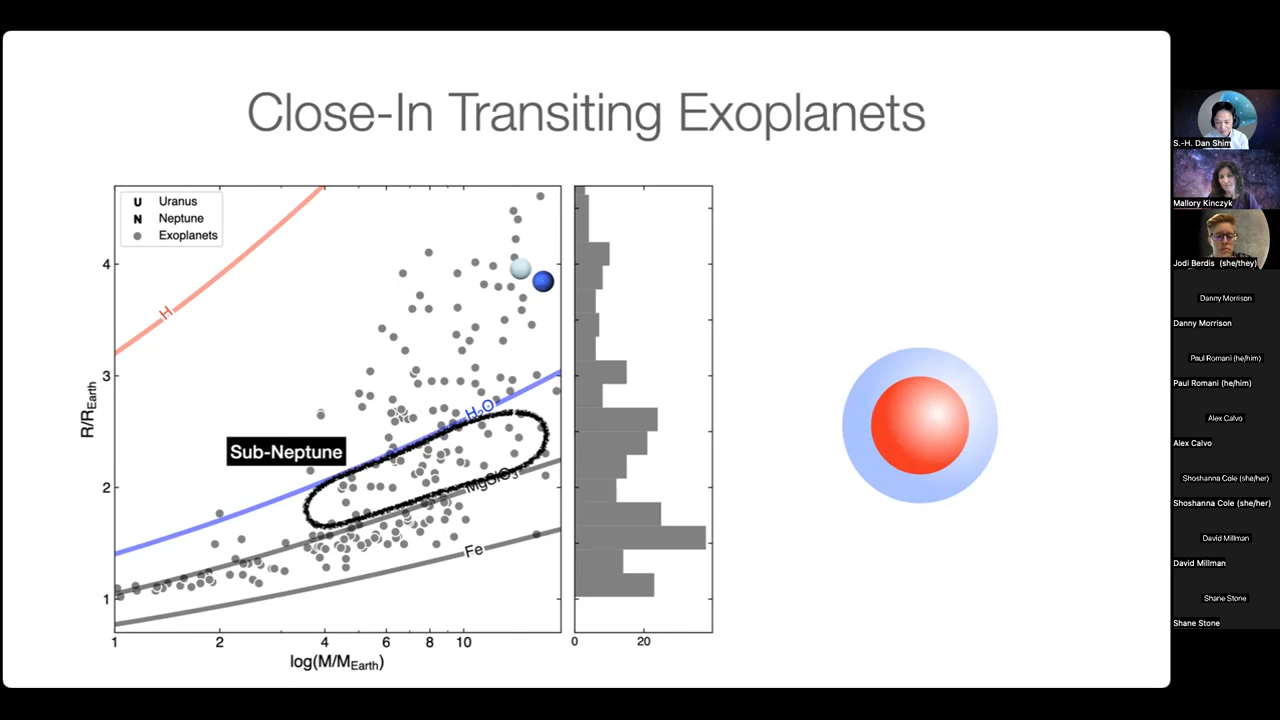 Close-In Transiting Exoplanets
U Uranus
N Neptune
Exoplanets
H
H₂O
Sub-Neptune
MgSiO₃
Fe
R/R_Earth
4
3
2
1
1 2 4 6 8 10
log(M/M_Earth)
0 20
S.-H. Dan Shim
Mallory Kinczyk
Jodi Berdis (she/they)
Danny Morrison
Danny Morrison
Paul Romani (he/him)
Paul Romani (he/him)
Alex Calvo
Alex Calvo
Shoshanna Cole (she/her)
Shoshanna Cole (she/her)
David Millman
David Millman
Shane Stone
Shane Stone